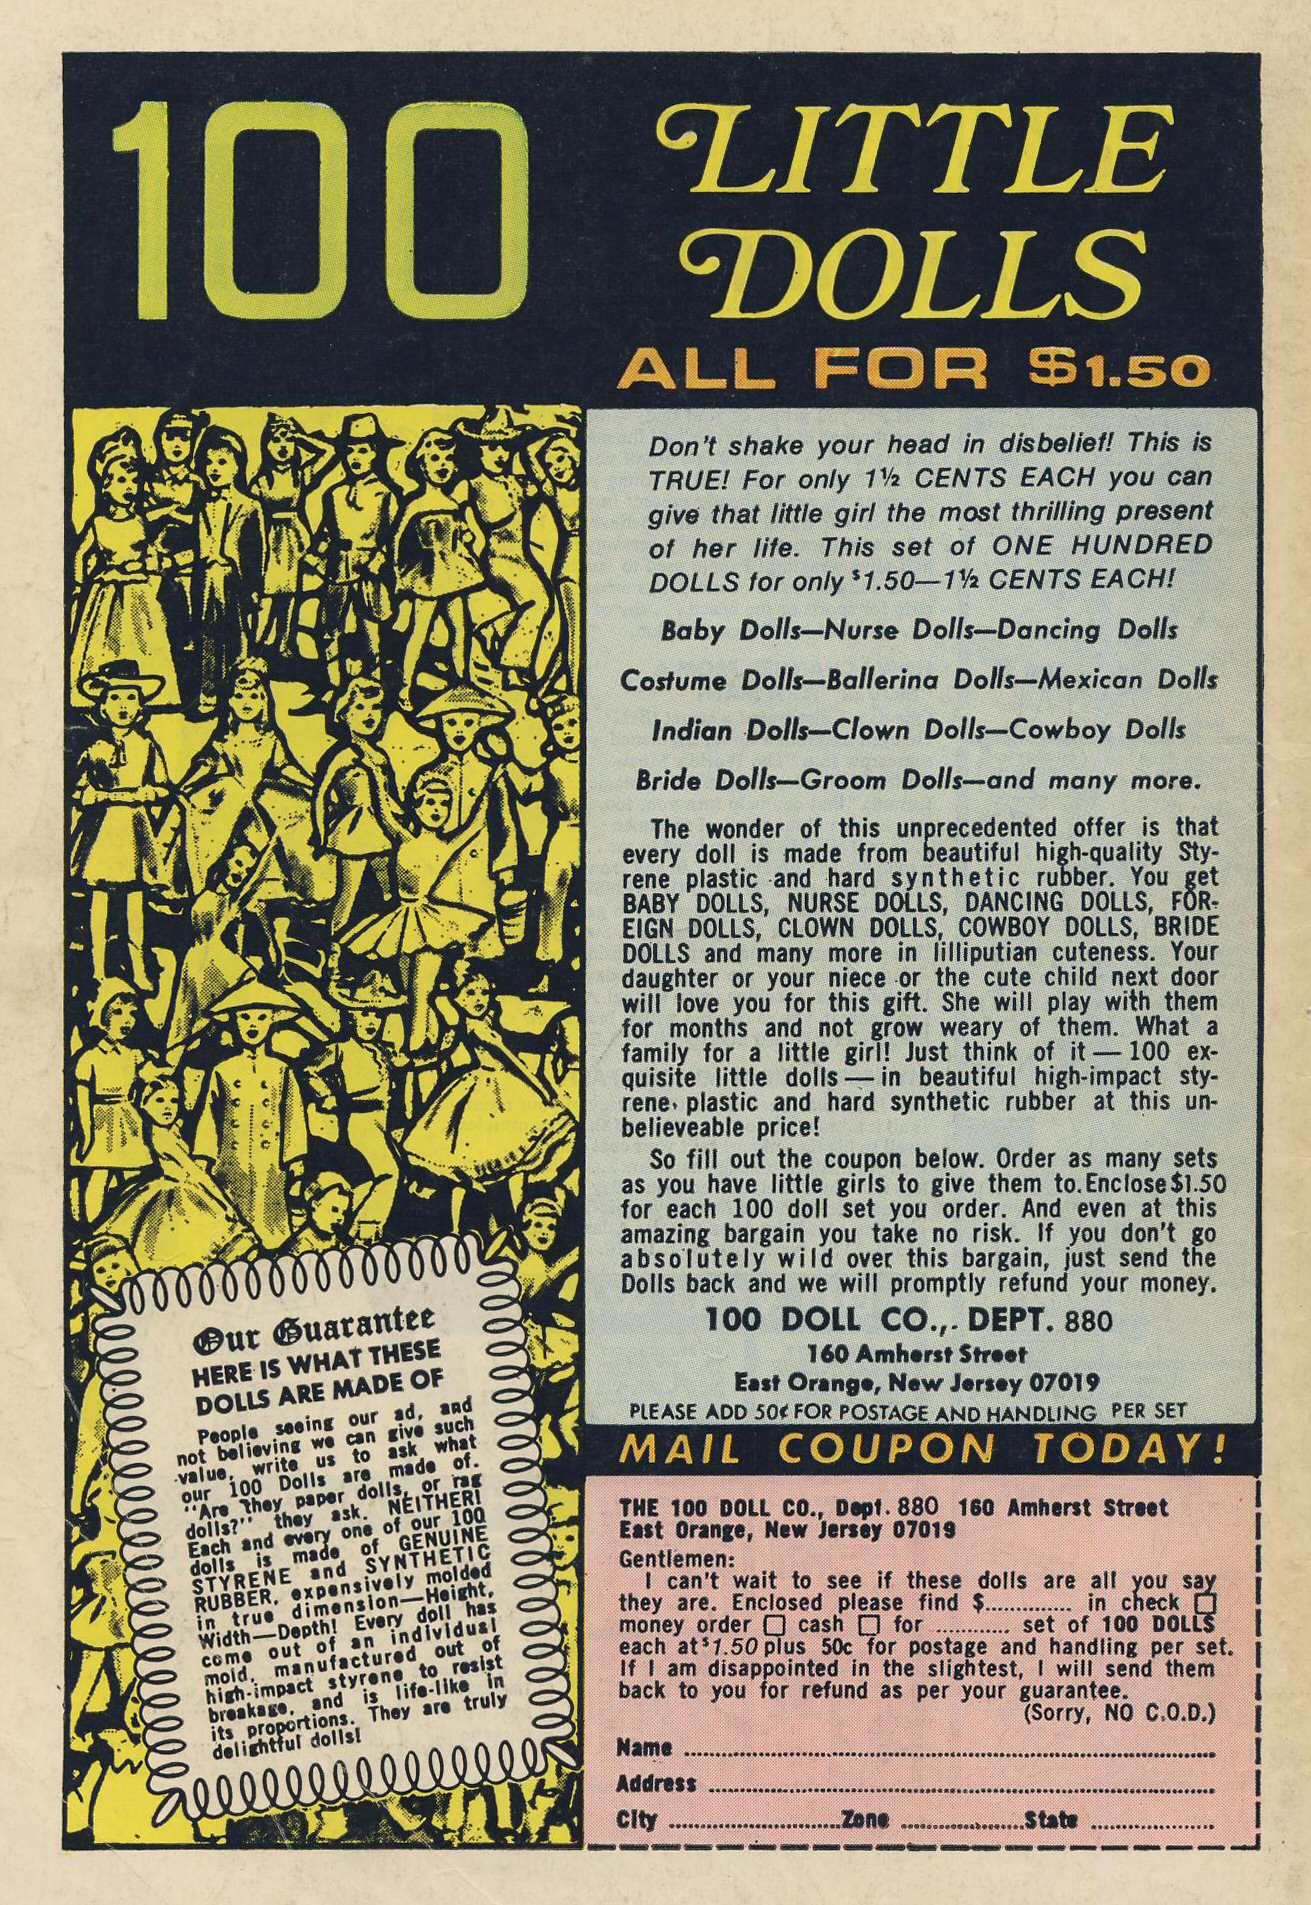 100
LITTLE
DOLLS
ALL FOR $1.50
Don't shake your head in disbelief! This is
TRUE! For only 1½ CENTS EACH you can
give that little girl the most thrilling present
of her life. This set of ONE HUNDRED
DOLLS for only $1.50—1½ CENTS EACH!
Baby Dolls—Nurse Dolls—Dancing Dolls
Costume Dolls—Ballerina Dolls—Mexican Dolls
Indian Dolls—Clown Dolls—Cowboy Dolls
Bride Dolls—Groom Dolls—and many more.
The wonder of this unprecedented offer is that
every doll is made from beautiful high-quality Sty-
rene plastic and hard synthetic rubber. You get
BABY DOLLS, NURSE DOLLS, DANCING DOLLS, FOR-
EIGN DOLLS, CLOWN DOLLS, COWBOY DOLLS, BRIDE
DOLLS and many more in lilliputian cuteness. Your
daughter or your niece or the cute child next door
will love you for this gift. She will play with them
for months and not grow weary of them. What a
family for a little girl! Just think of it — 100 ex-
quisite little dolls — in beautiful high-impact sty-
rene plastic and hard synthetic rubber at this un-
believeable price!
So fill out the coupon below. Order as many sets
as you have little girls to give them to. Enclose $1.50
for each 100 doll set you order. And even at this
amazing bargain you take no risk. If you don't go
absolutely wild over this bargain, just send the
Dolls back and we will promptly refund your money.
100 DOLL CO.,. DEPT. 880
160 Amherst Street
East Orange, New Jersey 07019
PLEASE ADD 50¢ FOR POSTAGE AND HANDLING PER SET
Our Guarantee
HERE IS WHAT THESE
DOLLS ARE MADE OF
People seeing our ad, and
not believing we can give such
value, write us to ask what
our 100 Dolls are made of.
"Are they paper dolls, or rag
dolls?" they ask. NEITHER!
Each and every one of our 100
dolls is made of GENUINE
STYRENE and SYNTHETIC
RUBBER, expensively molded
in true dimension—Height,
Width—Depth! Every doll has
come out of an individual
mold, manufactured out of
high-impact styrene to resist
breakage, and is life-like in
its proportions. They are truly
delightful dolls!
MAIL COUPON TODAY!
THE 100 DOLL CO., Dept. 880 160 Amherst Street
East Orange, New Jersey 07019
Gentlemen:
I can't wait to see if these dolls are all you say
they are. Enclosed please find $.............. in check □
money order □ cash □ for ............ set of 100 DOLLS
each at $1.50 plus 50c for postage and handling per set.
If I am disappointed in the slightest, I will send them
back to you for refund as per your guarantee.
(Sorry, NO C.O.D.)
Name ....................
Address ....................
City .................... Zone .................... State ....................